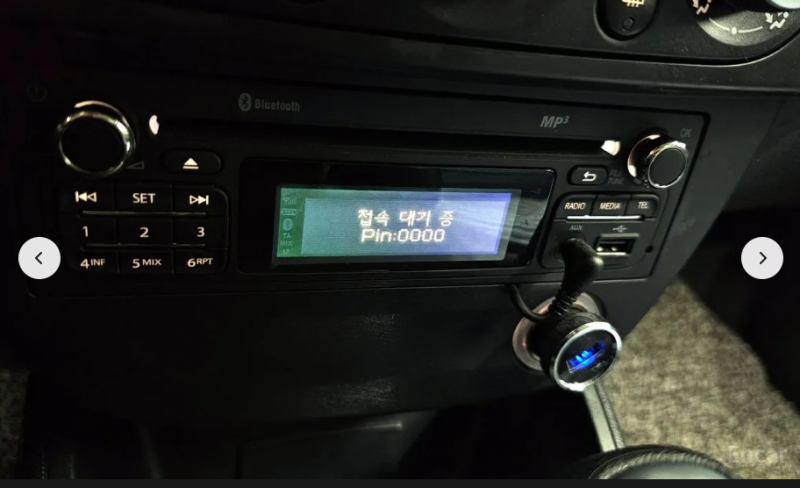 Bluetooth
MP3
SET
RADIO MEDIA TEL
1 2 3
접속 대기 중
Pin:0000
AUX
4INF 5MIX 6RPT